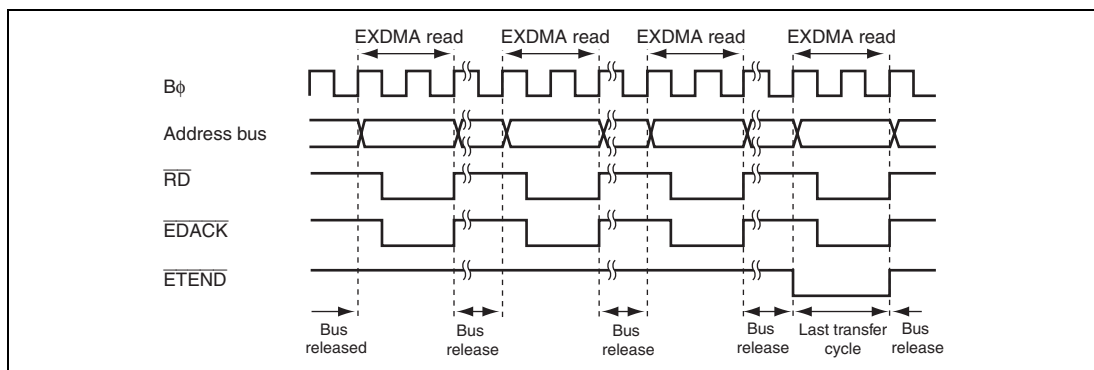 EXDMA read EXDMA read EXDMA read EXDMA read
Bϕ
Address bus
RD
EDACK
ETEND
Bus released
Bus release
Bus release
Bus release
Last transfer cycle
Bus release